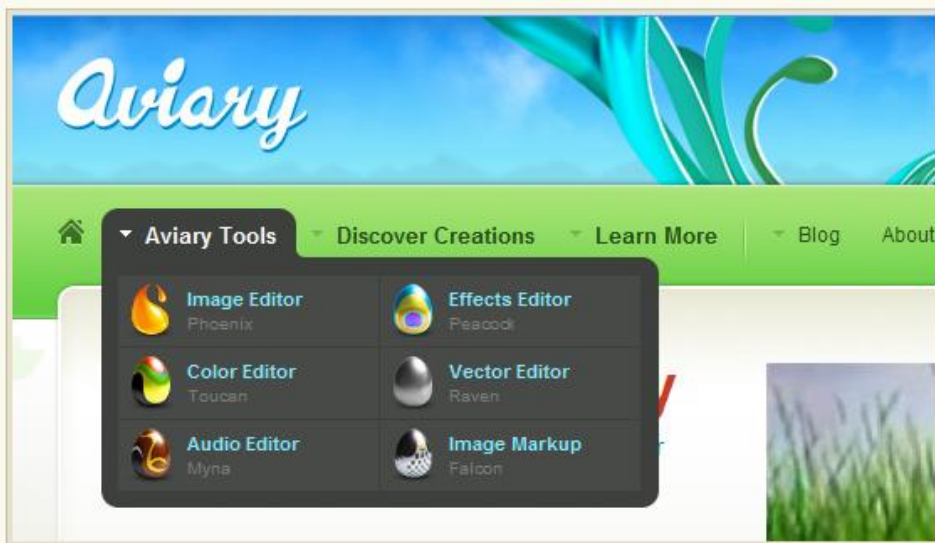 Aviary
Aviary Tools Discover Creations Learn More Blog About
Image Editor Effects Editor
Phoenix Peacock
Color Editor Vector Editor
Toucan Raven
Audio Editor Image Markup
Myna Falcon